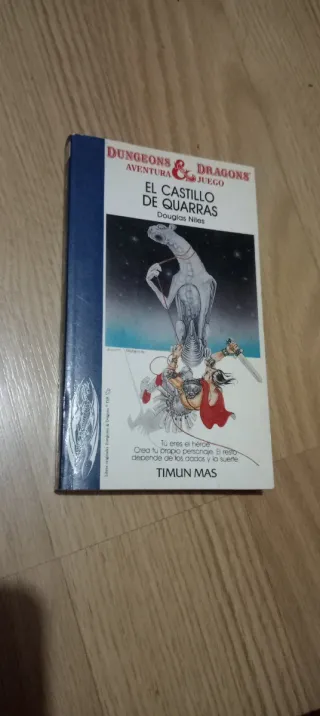 DUNGEONS & DRAGONS®
AVENTURA JUEGO
EL CASTILLO
DE QUARRAS
Douglas Niles
Tú eres el héroe.
Crea tu propio personaje. El resto
depende de los dados y la suerte.
TIMUN MAS